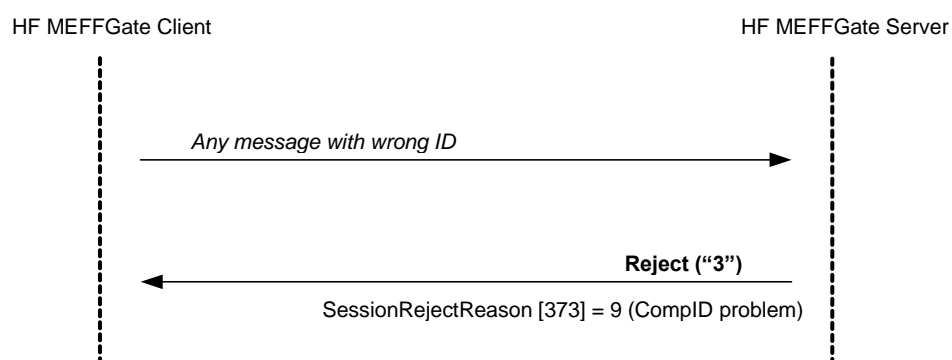 HF MEFFGate Client
HF MEFFGate Server
Any message with wrong ID
Reject (“3”)
SessionRejectReason [373] = 9 (CompID problem)